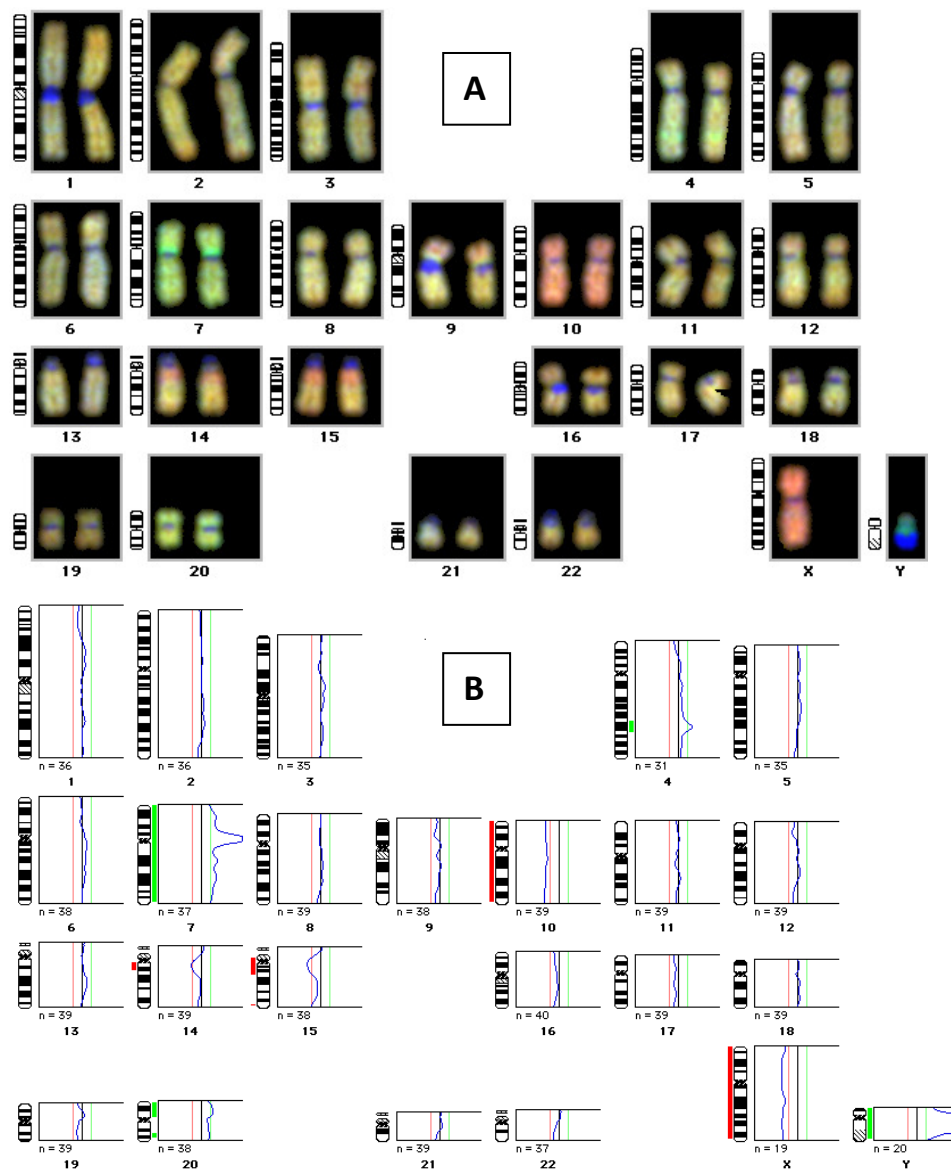 A
1 2 3 4 5
6 7 8 9 10 11 12
13 14 15 16 17 18
19 20 21 22 X Y
B
n = 36 n = 36 n = 35 n = 31 n = 35
1 2 3 4 5
n = 38 n = 37 n = 39 n = 38 n = 39 n = 39 n = 39
6 7 8 9 10 11 12
n = 39 n = 39 n = 38 n = 40 n = 39 n = 39
13 14 15 16 17 18
n = 39 n = 38 n = 39 n = 37 n = 19 n = 20
19 20 21 22 X Y